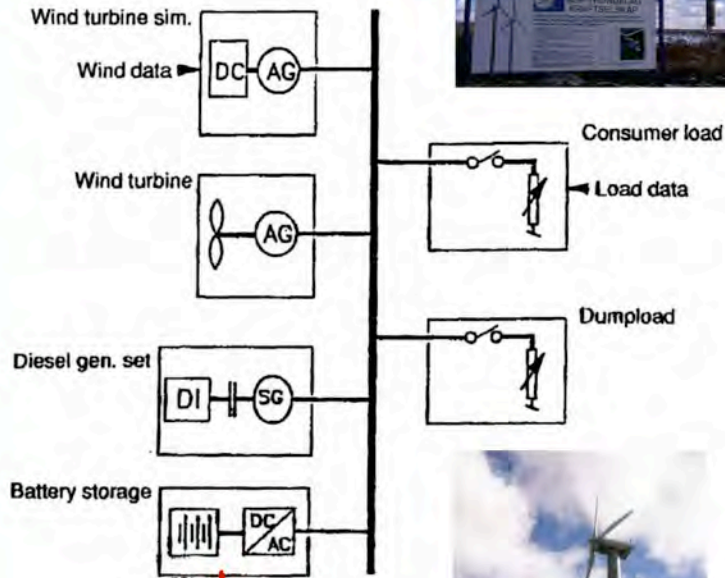 Wind turbine sim.
Wind data
DC
AG
Consumer load
Load data
Wind turbine
AG
Dumpload
Diesel gen. set
DI
SG
Battery storage
DC
AC